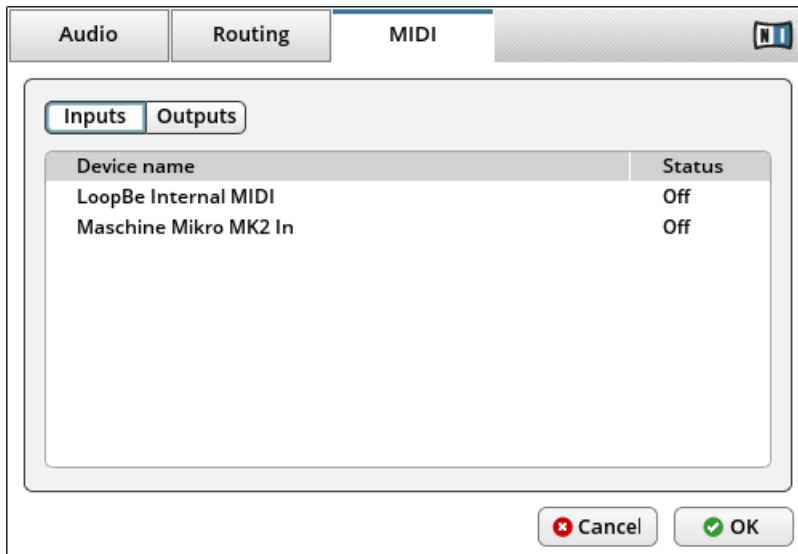 Audio Routing MIDI NI
Inputs Outputs
Device name Status
LoopBe Internal MIDI Off
Maschine Mikro MK2 In Off
Cancel OK